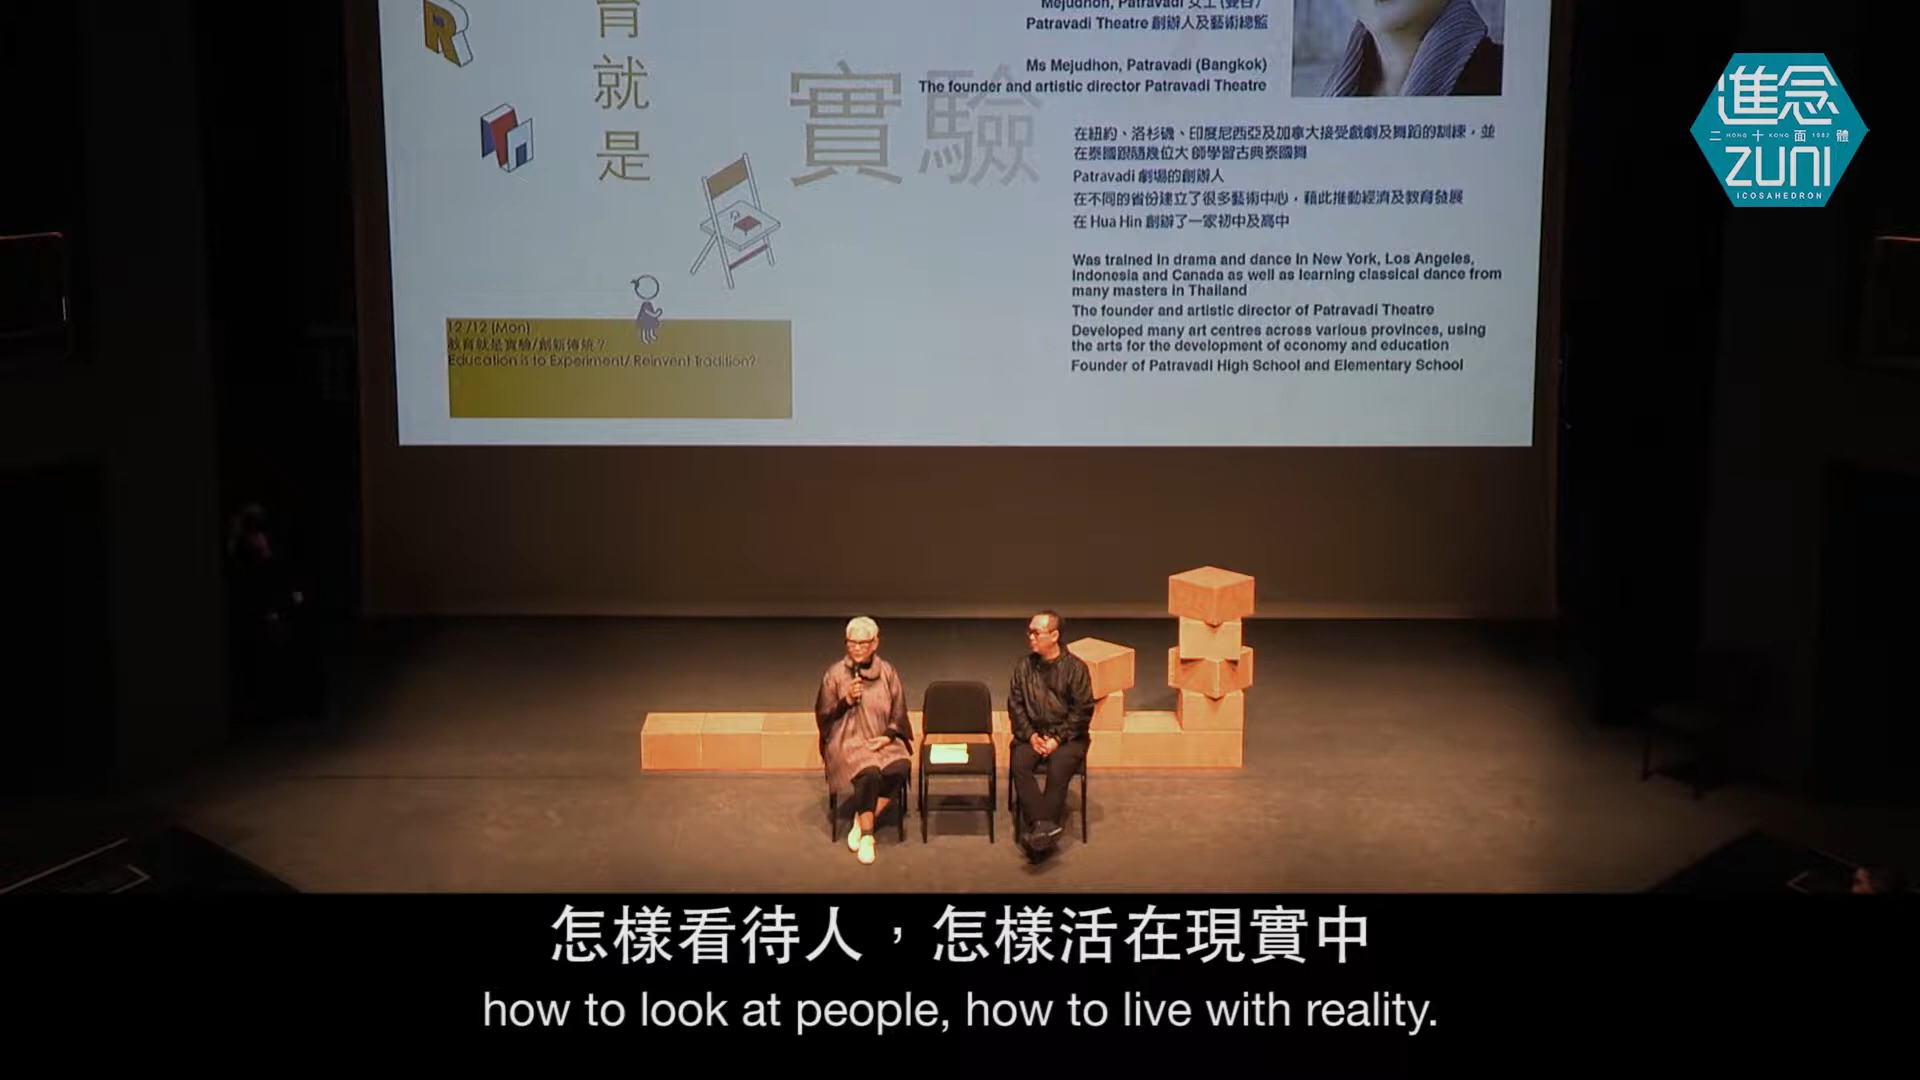 R
育
就
是
實驗
Mejudhon, Patravadi 女士 (曼谷)
Patravadi Theatre 創辦人及藝術總監
Ms Mejudhon, Patravadi (Bangkok)
The founder and artistic director Patravadi Theatre
在紐約、洛杉磯、印度尼西亞及加拿大接受戲劇及舞蹈的訓練，並
在泰國跟隨幾位大 師學習古典泰國舞
Patravadi 劇場的創辦人
在不同的省份建立了很多藝術中心，藉此推動經濟及教育發展
在 Hua Hin 創辦了一家初中及高中
Was trained in drama and dance in New York, Los Angeles,
Indonesia and Canada as well as learning classical dance from
many masters in Thailand
The founder and artistic director of Patravadi Theatre
Developed many art centres across various provinces, using
the arts for the development of economy and education
Founder of Patravadi High School and Elementary School
12 /12 (Mon)
教育就是實驗/創新傳統？
Education is to Experiment/ Reinvent Tradition?
進念
二 HONG 十 KONG 面 1982 體
ZUNI
ICOSAHEDRON
怎樣看待人，怎樣活在現實中
how to look at people, how to live with reality.